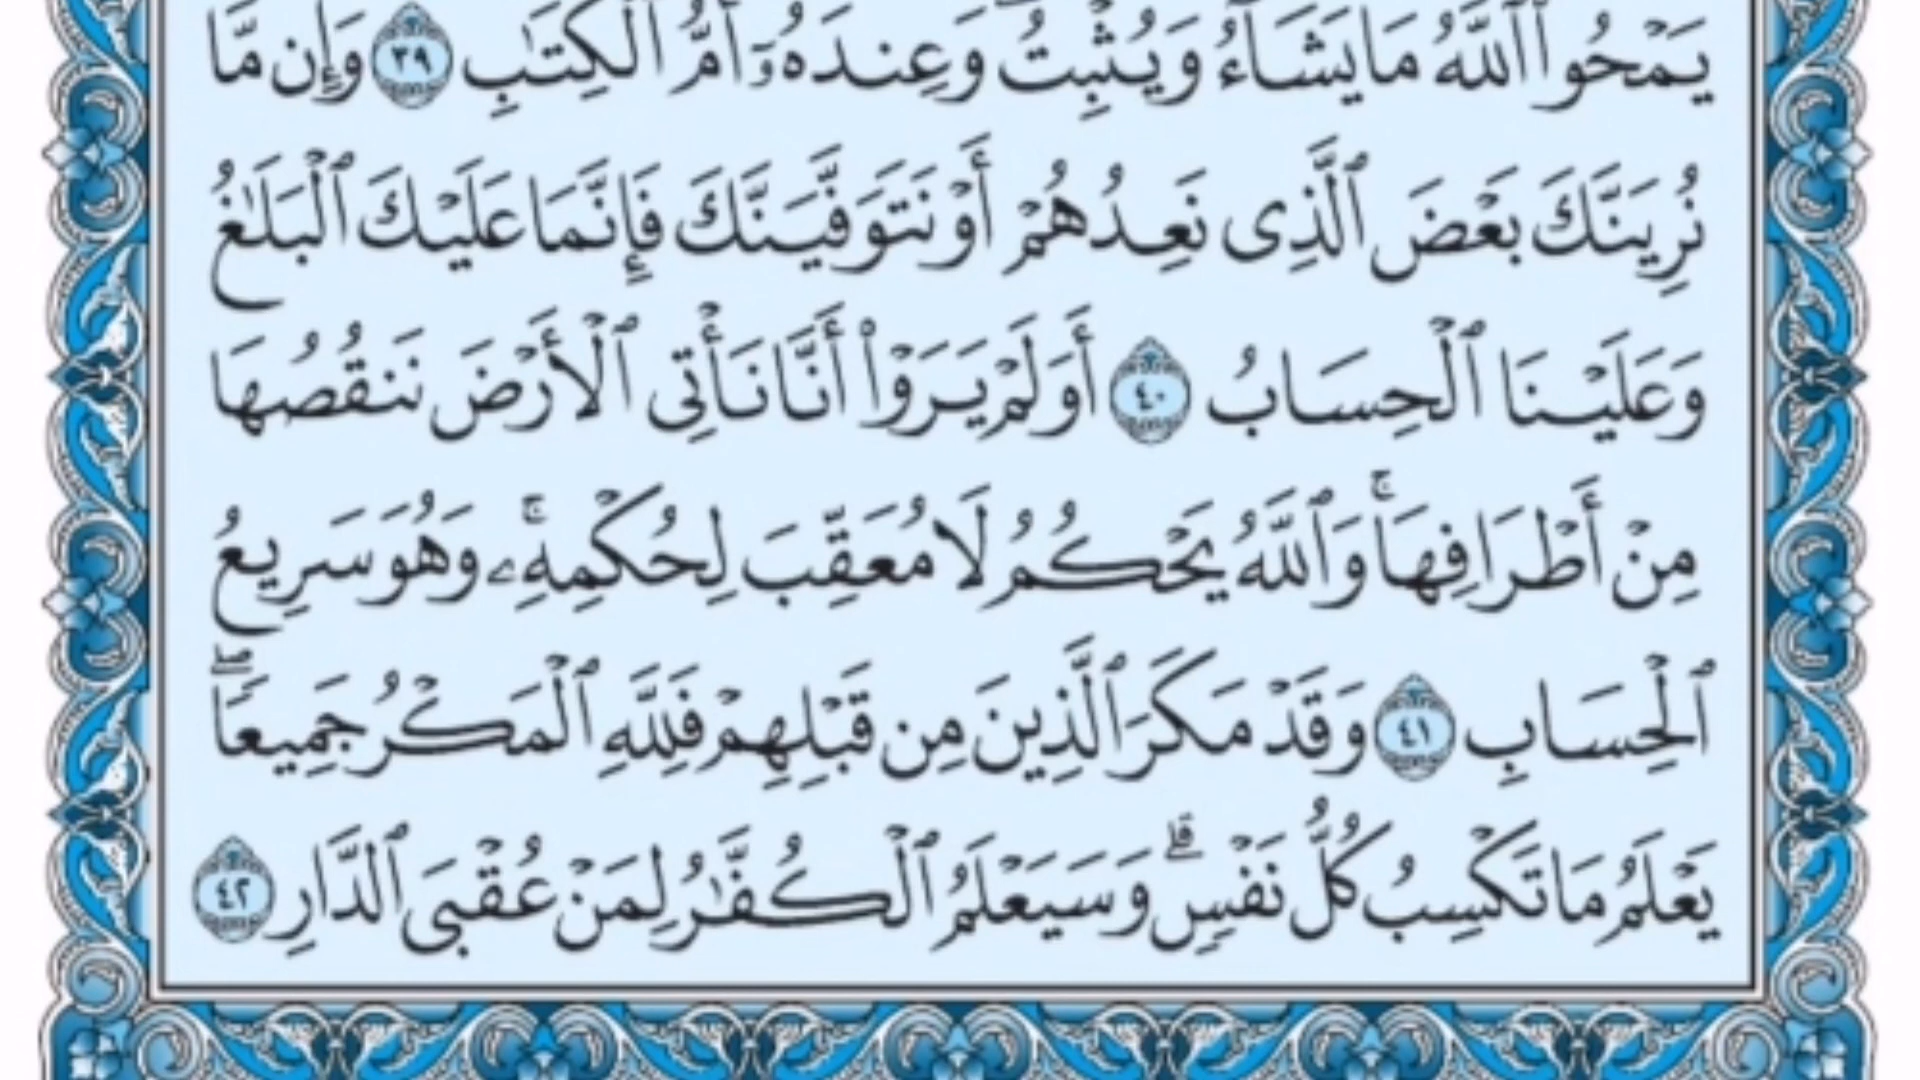 يَمْحُوا۟ ٱللَّهُ مَا يَشَآءُ وَيُثْبِتُ ۖ وَعِندَهُۥٓ أُمُّ ٱلْكِتَٰبِ ٣٩ وَإِن مَّا
نُرِيَنَّكَ بَعْضَ ٱلَّذِى نَعِدُهُمْ أَوْ نَتَوَفَّيَنَّكَ فَإِنَّمَا عَلَيْكَ ٱلْبَلَٰغُ
وَعَلَيْنَا ٱلْحِسَابُ ٤٠ أَوَلَمْ يَرَوْا۟ أَنَّا نَأْتِى ٱلْأَرْضَ نَنقُصُهَا
مِنْ أَطْرَافِهَا ۚ وَٱللَّهُ يَحْكُمُ لَا مُعَقِّبَ لِحُكْمِهِۦ ۚ وَهُوَ سَرِيعُ
ٱلْحِسَابِ ٤١ وَقَدْ مَكَرَ ٱلَّذِينَ مِن قَبْلِهِمْ فَلِلَّهِ ٱلْمَكْرُ جَمِيعًا ۖ
يَعْلَمُ مَا تَكْسِبُ كُلُّ نَفْسٍ ۗ وَسَيَعْلَمُ ٱلْكُفَّٰرُ لِمَنْ عُقْبَى ٱلدَّارِ ٤٢